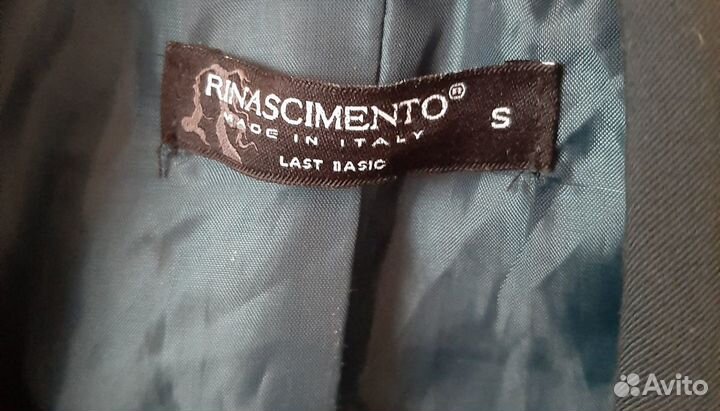 RINASCIMENTO®
MADE IN ITALY
LAST BASIC
S
Avito